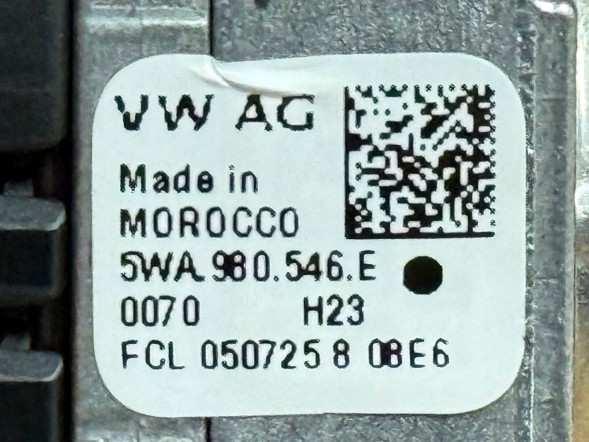 VW AG
Made in
MOROCCO
5WA.980.546.E
0070 H23
FCL 050725 8 08E6